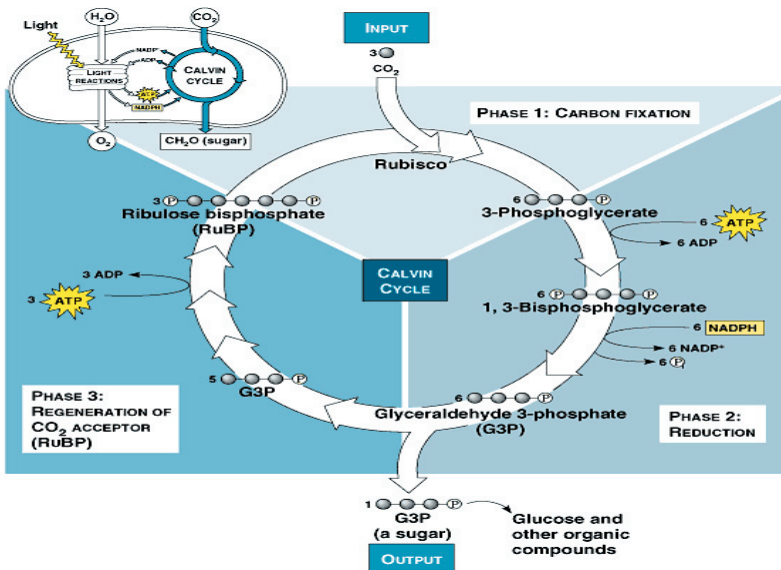 Light
H₂O
CO₂
NADP⁺
ADP
LIGHT
REACTIONS
CALVIN
CYCLE
ATP
NADPH
O₂
CH₂O (sugar)
INPUT
3
CO₂
PHASE 1: CARBON FIXATION
Rubisco
3 P P
Ribulose bisphosphate
(RuBP)
6 P
3-Phosphoglycerate
6 ATP
6 ADP
CALVIN
CYCLE
3 ADP
3 ATP
6 P P
1, 3-Bisphosphoglycerate
6 NADPH
6 NADP⁺
6 Pi
5 P
G3P
6 P
Glyceraldehyde 3-phosphate
(G3P)
PHASE 3:
REGENERATION OF
CO₂ ACCEPTOR
(RuBP)
PHASE 2:
REDUCTION
1 P
G3P
(a sugar)
Glucose and
other organic
compounds
OUTPUT